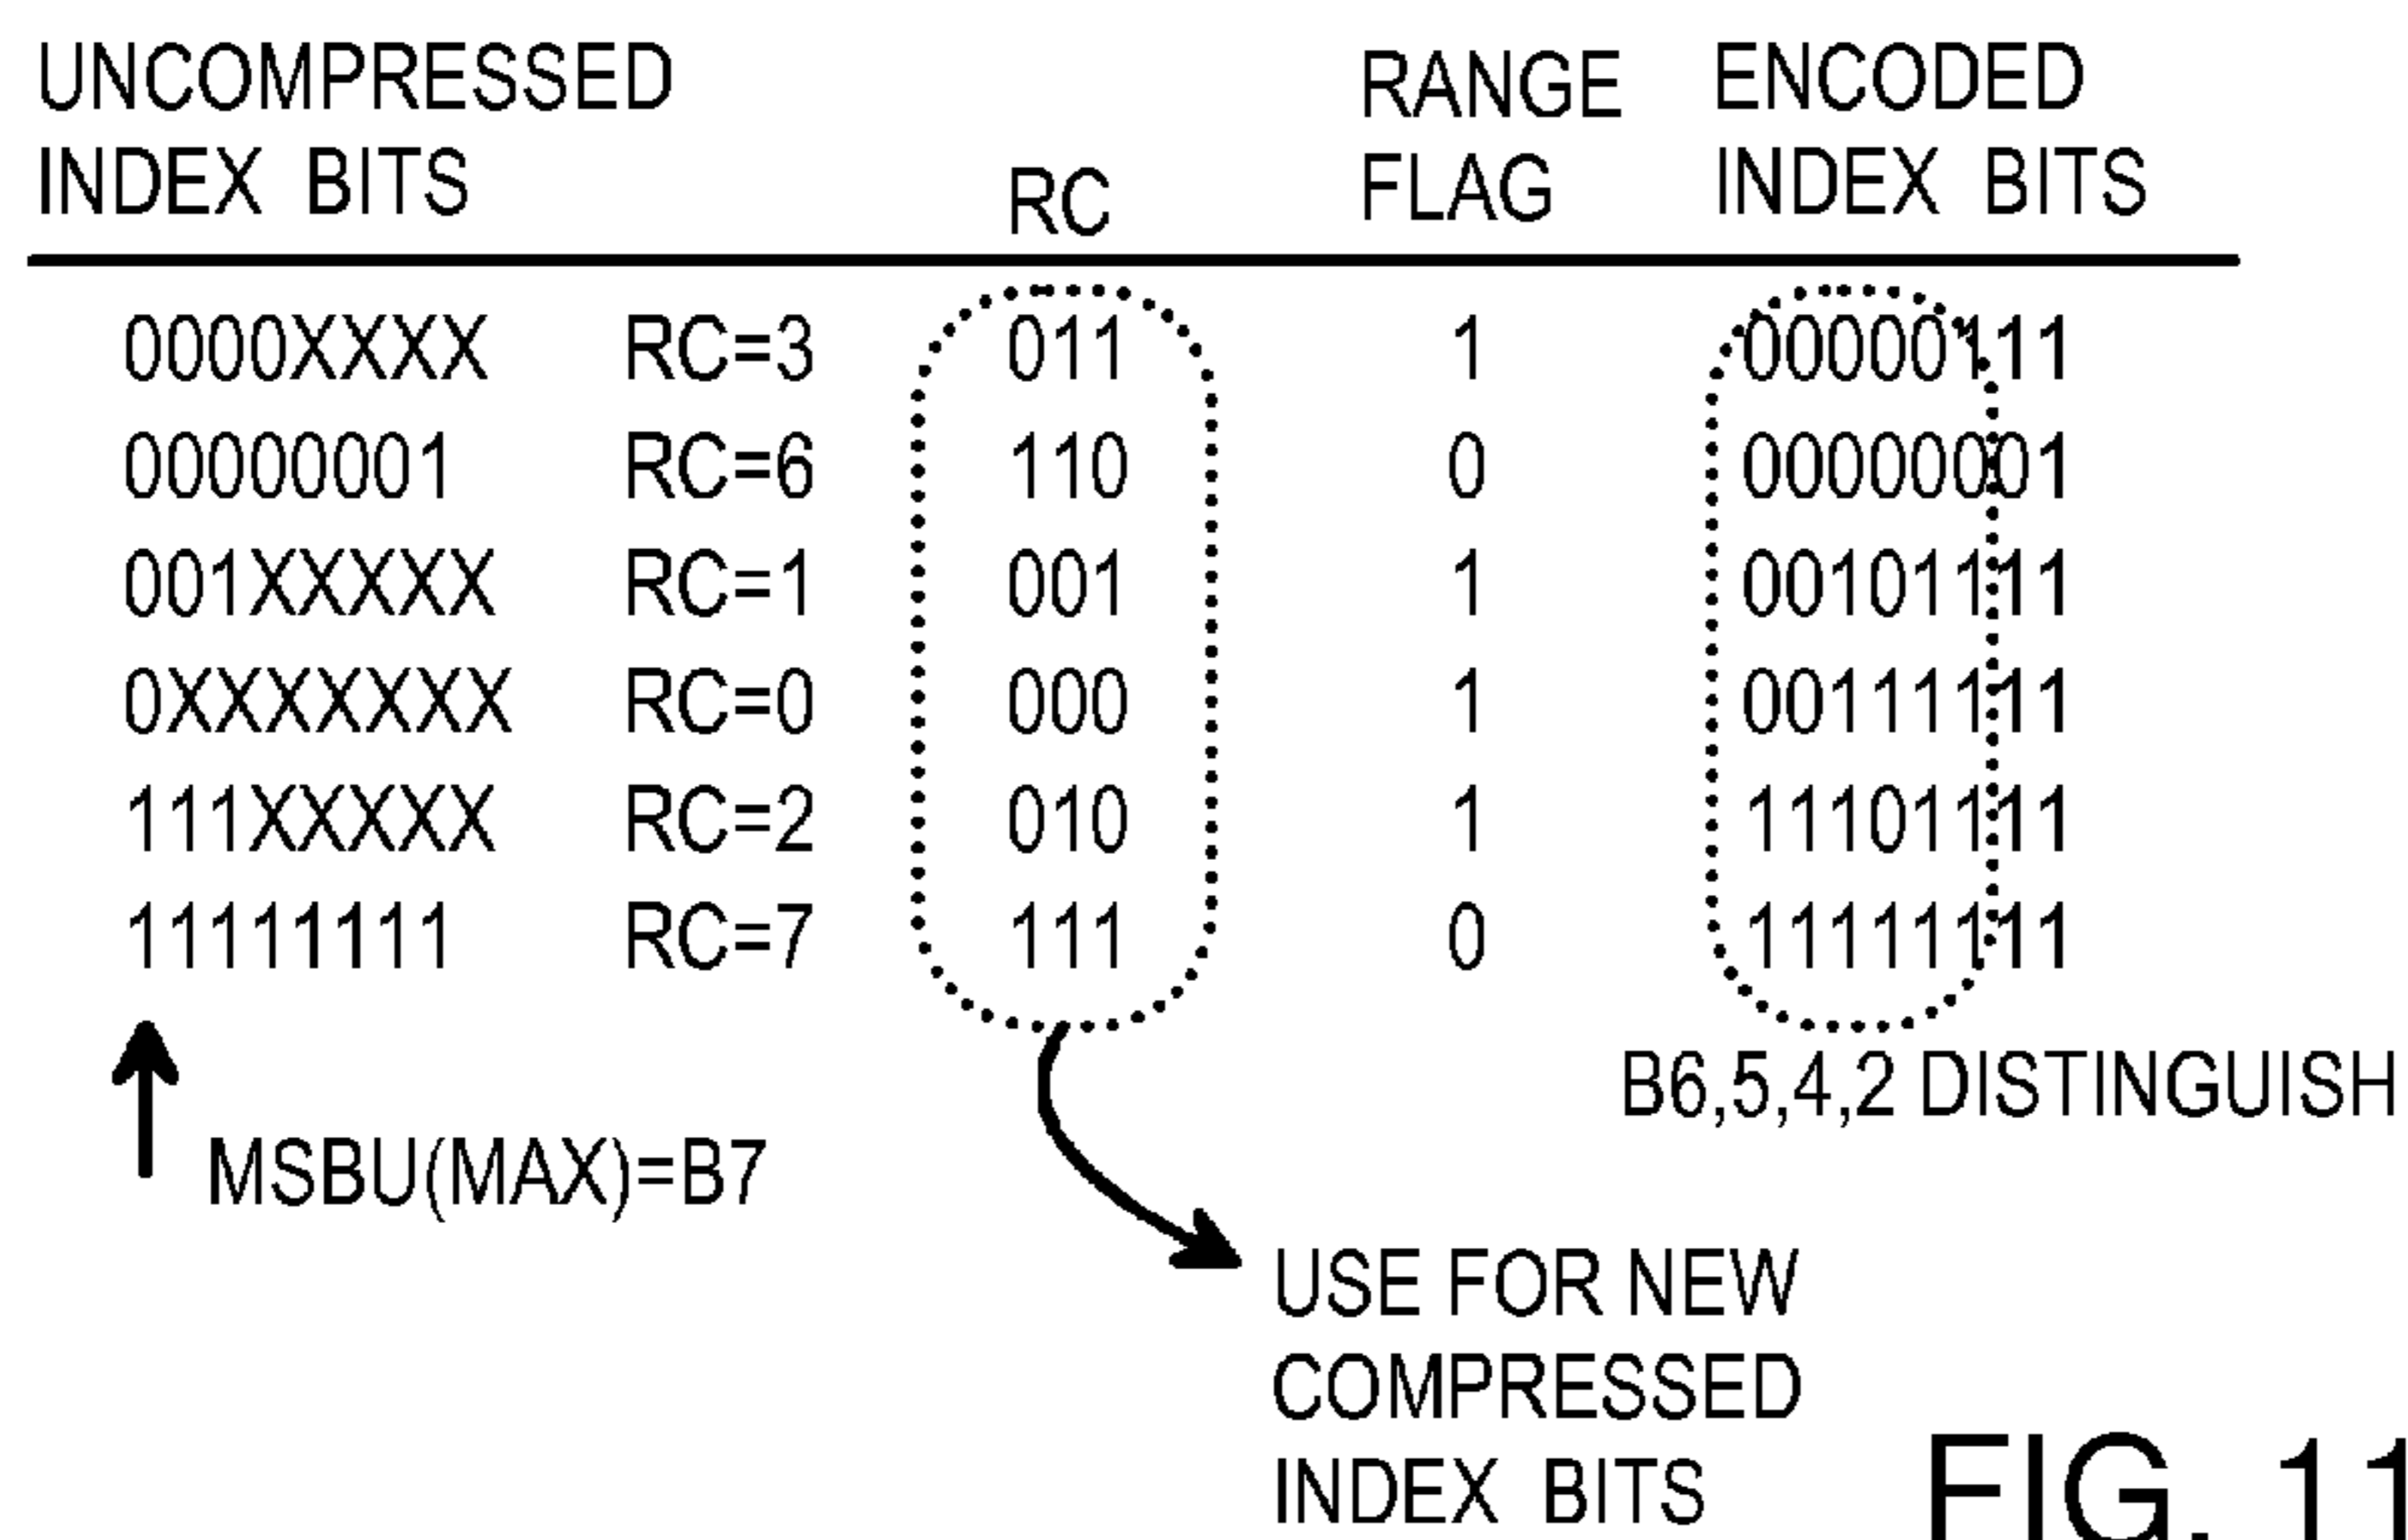 UNCOMPRESSED
INDEX BITS
RC
RANGE
FLAG
ENCODED
INDEX BITS
0000XXXX RC=3 011 1 00000111
00000001 RC=6 110 0 00000001
001XXXXX RC=1 001 1 00101111
0XXXXXXX RC=0 000 1 00111111
111XXXXX RC=2 010 1 11101111
11111111 RC=7 111 0 11111111
B6,5,4,2 DISTINGUISH
MSBU(MAX)=B7
USE FOR NEW
COMPRESSED
INDEX BITS
FIG. 11